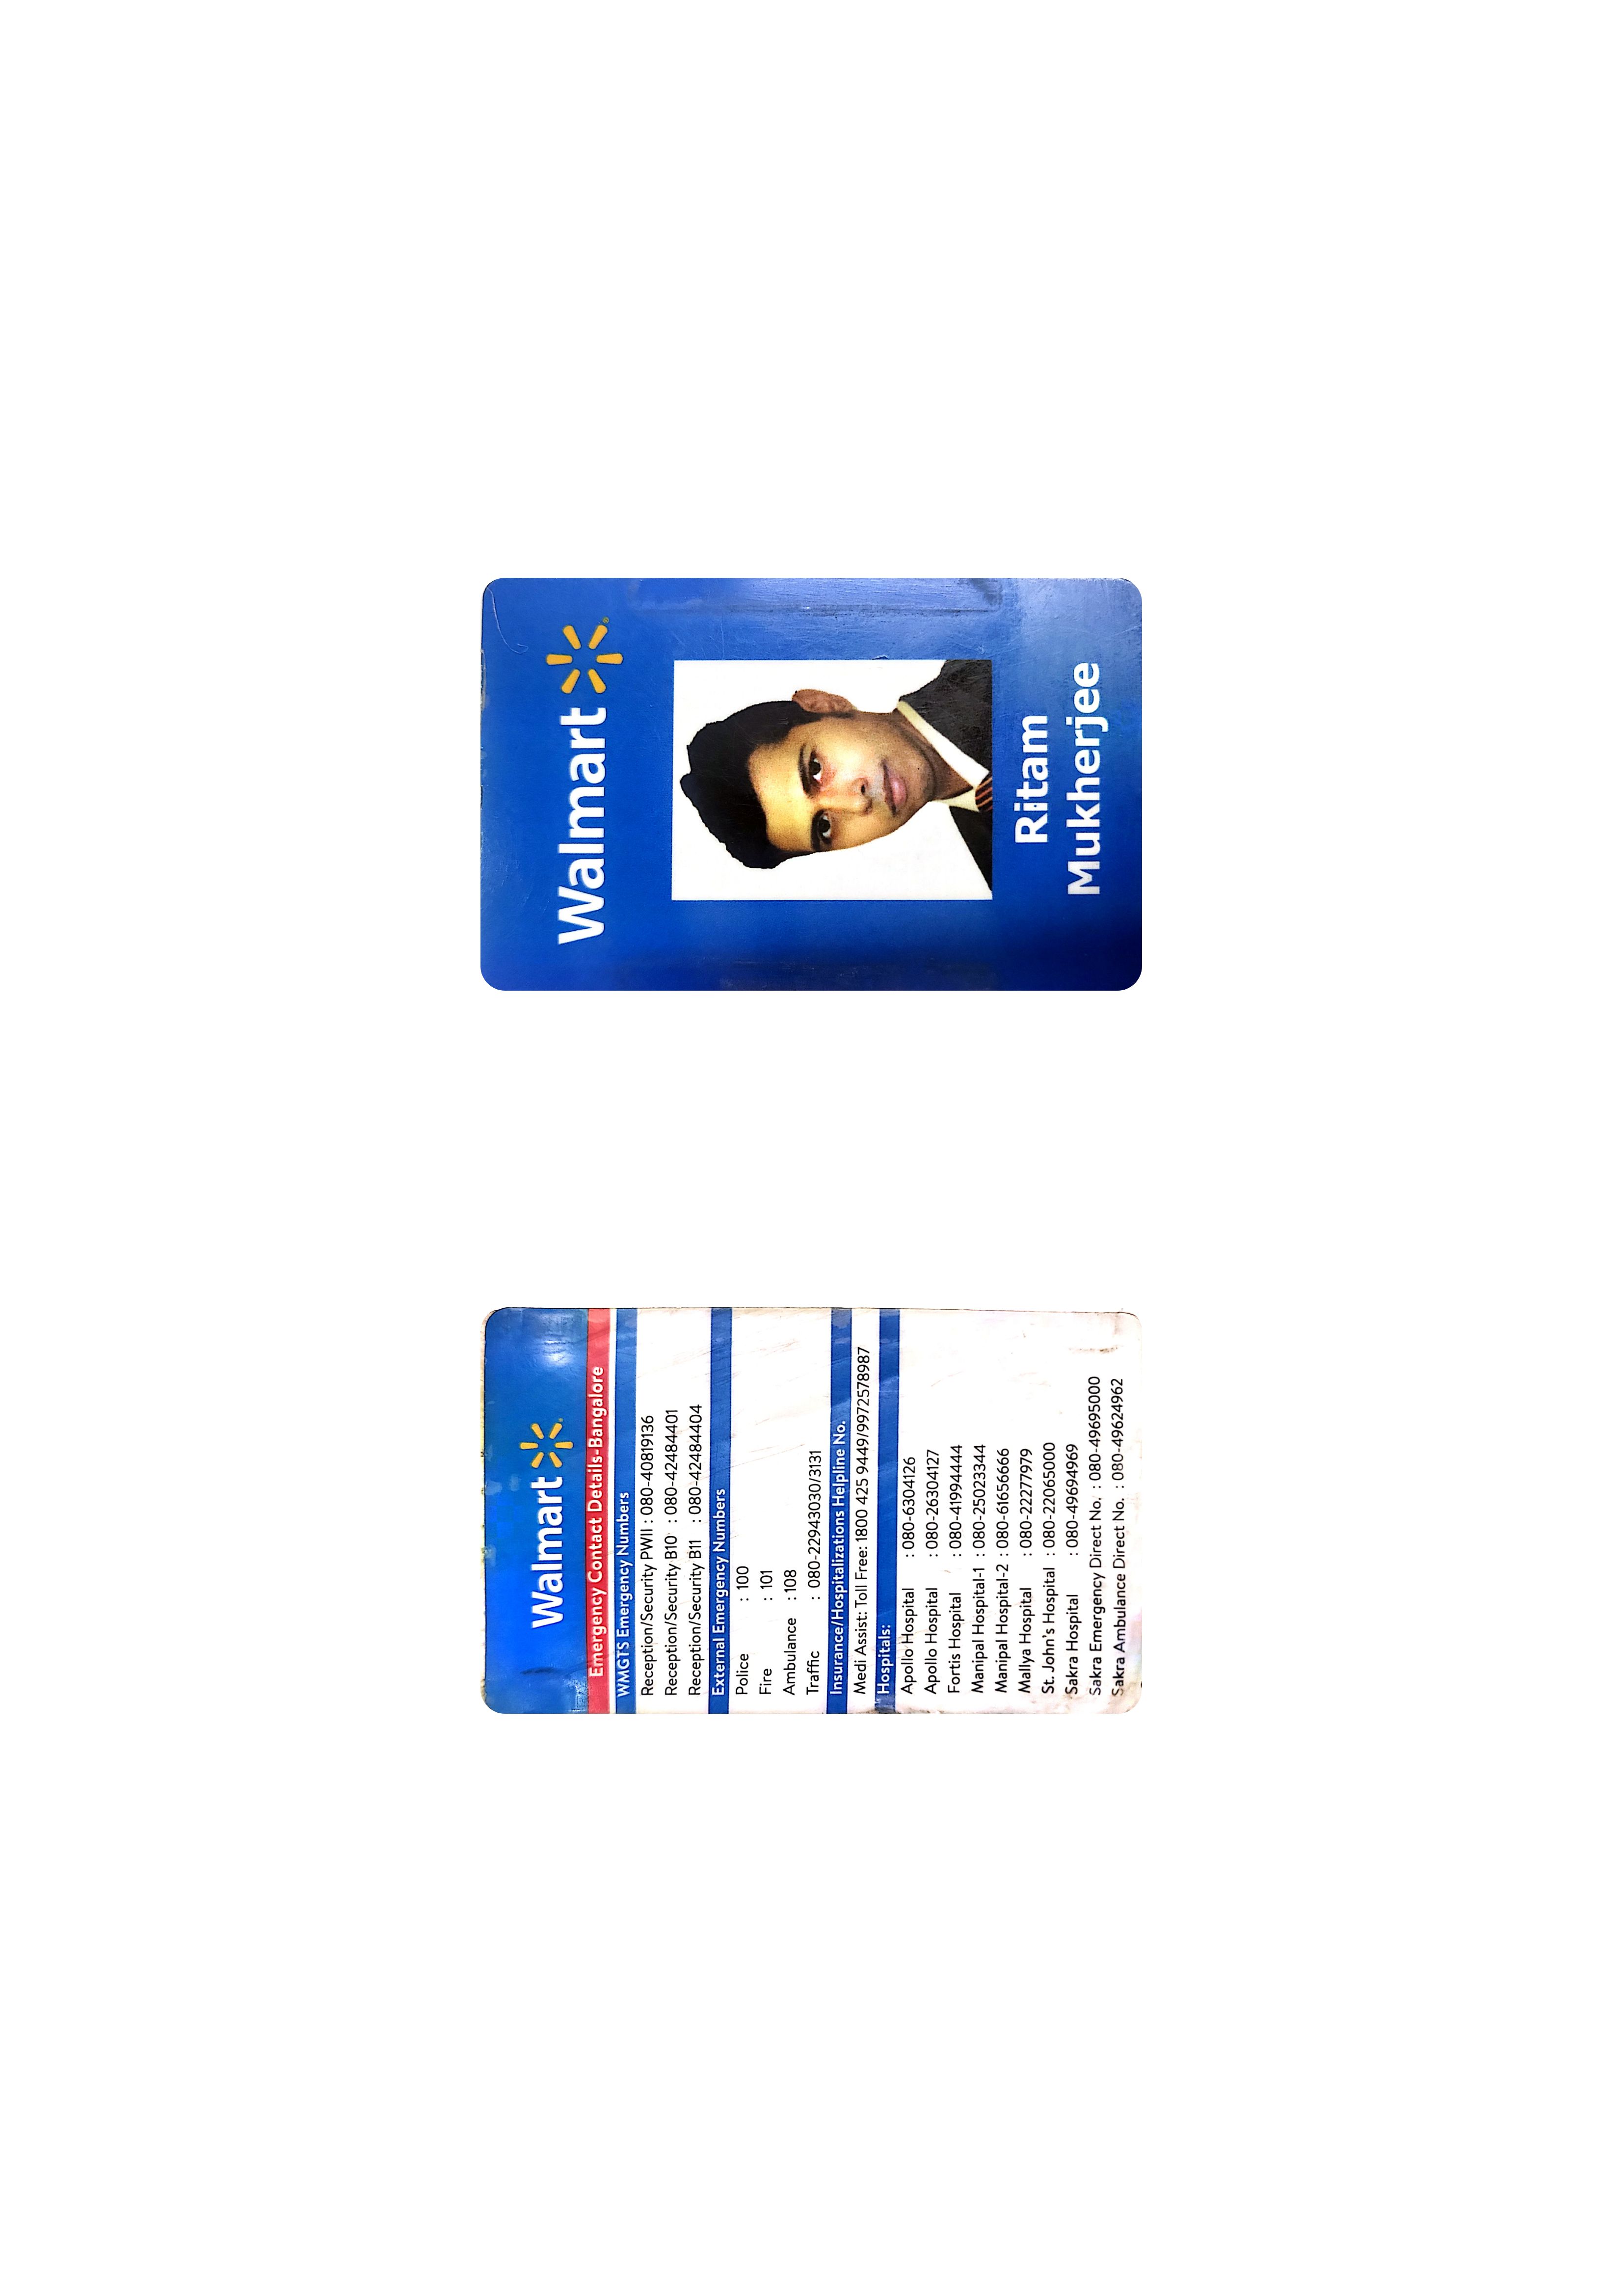 Walmart
Ritam
Mukherjee
Walmart
Emergency Contact Details-Bangalore
WMGTS Emergency Numbers
Reception/Security PWII : 080-40819136
Reception/Security B10 : 080-42484401
Reception/Security B11 : 080-42484404
External Emergency Numbers
Police : 100
Fire : 101
Ambulance : 108
Traffic : 080-22943030/3131
Insurance/Hospitalizations Helpline No.
Medi Assist: Toll Free: 1800 425 9449/9972578987
Hospitals:
Apollo Hospital : 080-6304126
Apollo Hospital : 080-26304127
Fortis Hospital : 080-41994444
Manipal Hospital-1 : 080-25023344
Manipal Hospital-2 : 080-61656666
Mallya Hospital : 080-22277979
St. John's Hospital : 080-22065000
Sakra Hospital : 080-49694969
Sakra Emergency Direct No. : 080-49695000
Sakra Ambulance Direct No. : 080-49624962